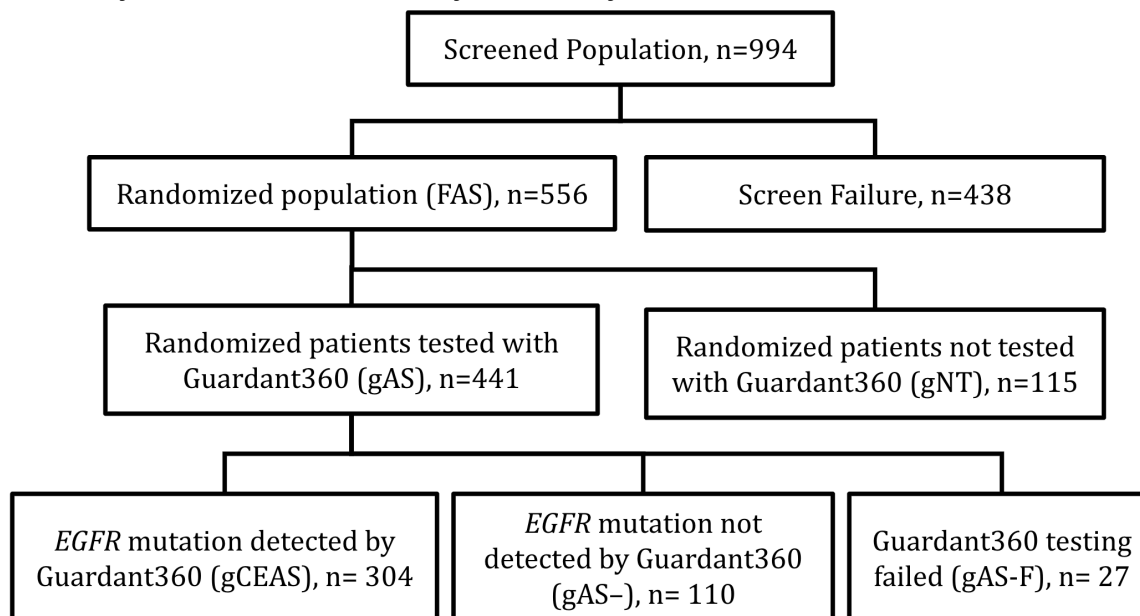 Screened Population, n=994
Randomized population (FAS), n=556
Screen Failure, n=438
Randomized patients tested with
Guardant360 (gAS), n=441
Randomized patients not tested
with Guardant360 (gNT), n=115
EGFR mutation detected by
Guardant360 (gCEAS), n= 304
EGFR mutation not
detected by Guardant360
(gAS–), n= 110
Guardant360 testing
failed (gAS-F), n= 27